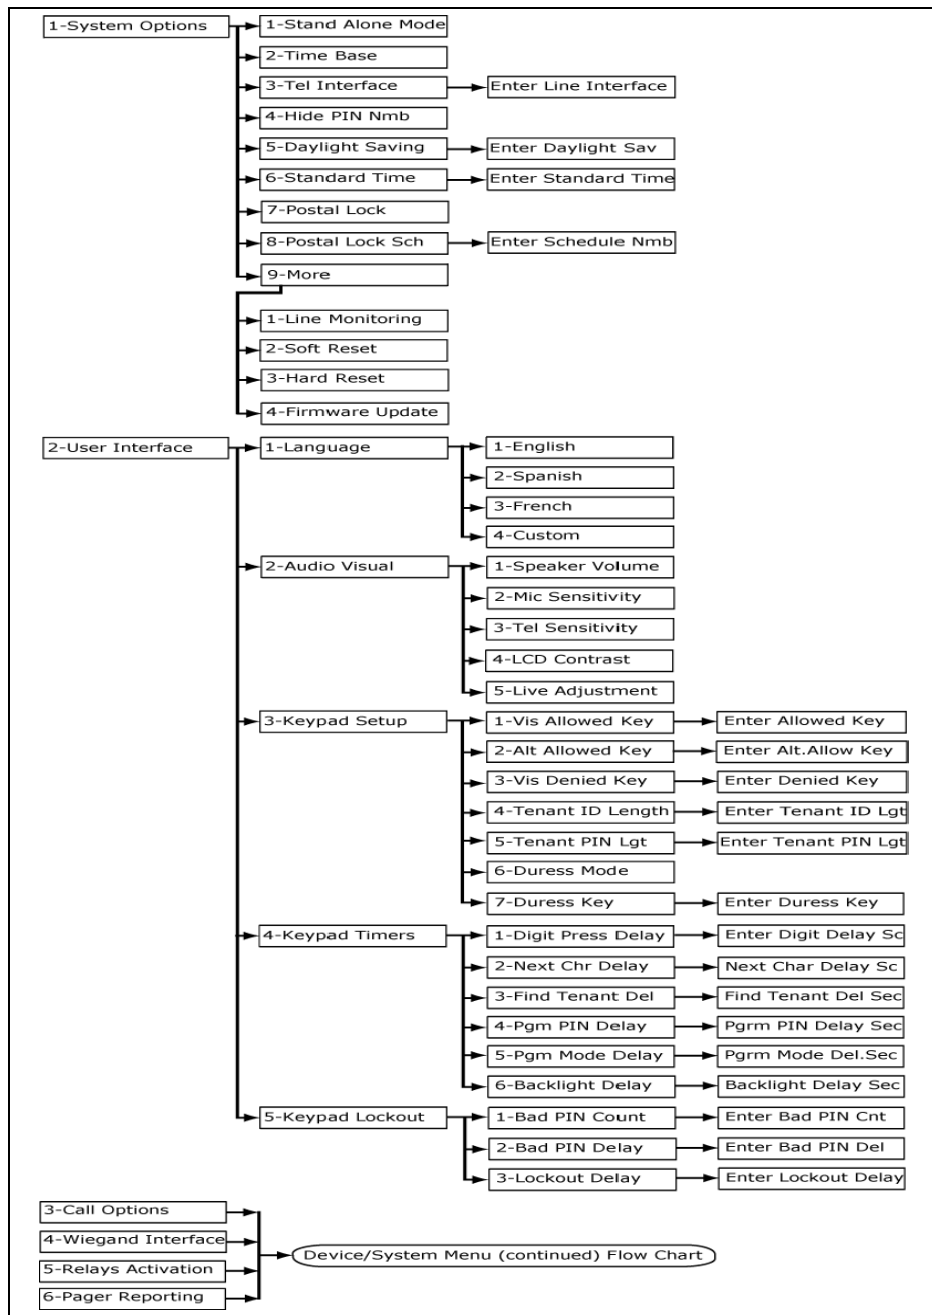 1-System Options
1-Stand Alone Mode
2-Time Base
3-Tel Interface
Enter Line Interface
4-Hide PIN Nmb
5-Daylight Saving
Enter Daylight Sav
6-Standard Time
Enter Standard Time
7-Postal Lock
8-Postal Lock Sch
Enter Schedule Nmb
9-More
1-Line Monitoring
2-Soft Reset
3-Hard Reset
4-Firmware Update
2-User Interface
1-Language
1-English
2-Spanish
3-French
4-Custom
2-Audio Visual
1-Speaker Volume
2-Mic Sensitivity
3-Tel Sensitivity
4-LCD Contrast
5-Live Adjustment
3-Keypad Setup
1-Vis Allowed Key
Enter Allowed Key
2-Alt Allowed Key
Enter Alt.Allow Key
3-Vis Denied Key
Enter Denied Key
4-Tenant ID Length
Enter Tenant ID Lgt
5-Tenant PIN Lgt
Enter Tenant PIN Lgt
6-Duress Mode
7-Duress Key
Enter Duress Key
4-Keypad Timers
1-Digit Press Delay
Enter Digit Delay Sc
2-Next Chr Delay
Next Char Delay Sc
3-Find Tenant Del
Find Tenant Del Sec
4-Pgm PIN Delay
Pgrm PIN Delay Sec
5-Pgm Mode Delay
Pgrm Mode Del.Sec
6-Backlight Delay
Backlight Delay Sec
5-Keypad Lockout
1-Bad PIN Count
Enter Bad PIN Cnt
2-Bad PIN Delay
Enter Bad PIN Del
3-Lockout Delay
Enter Lockout Delay
3-Call Options
4-Wiegand Interface
5-Relays Activation
6-Pager Reporting
Device/System Menu (continued) Flow Chart